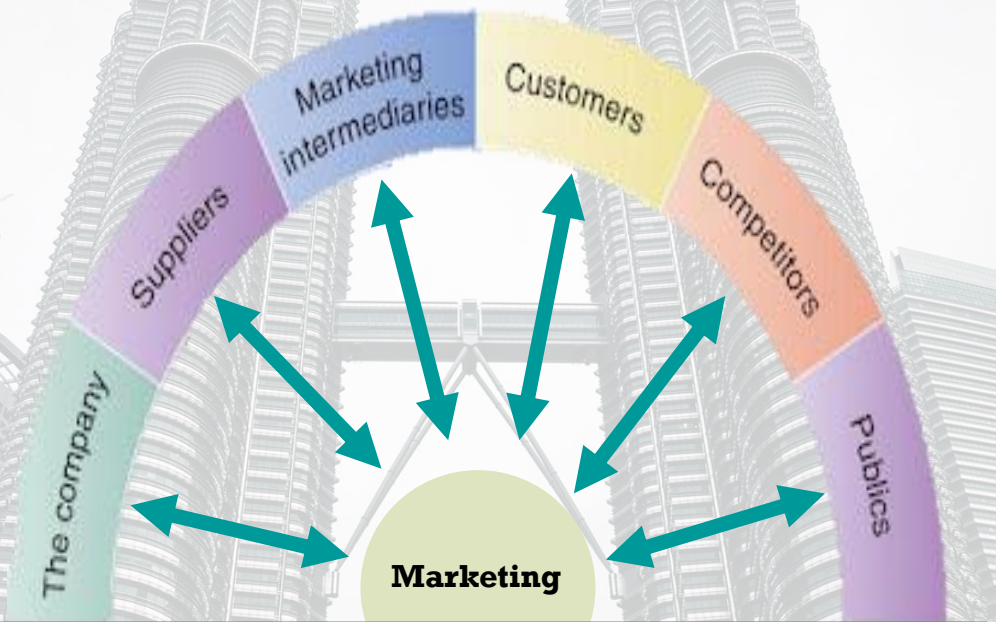 The company
Suppliers
Marketing
intermediaries
Customers
Competitors
Publics
Marketing